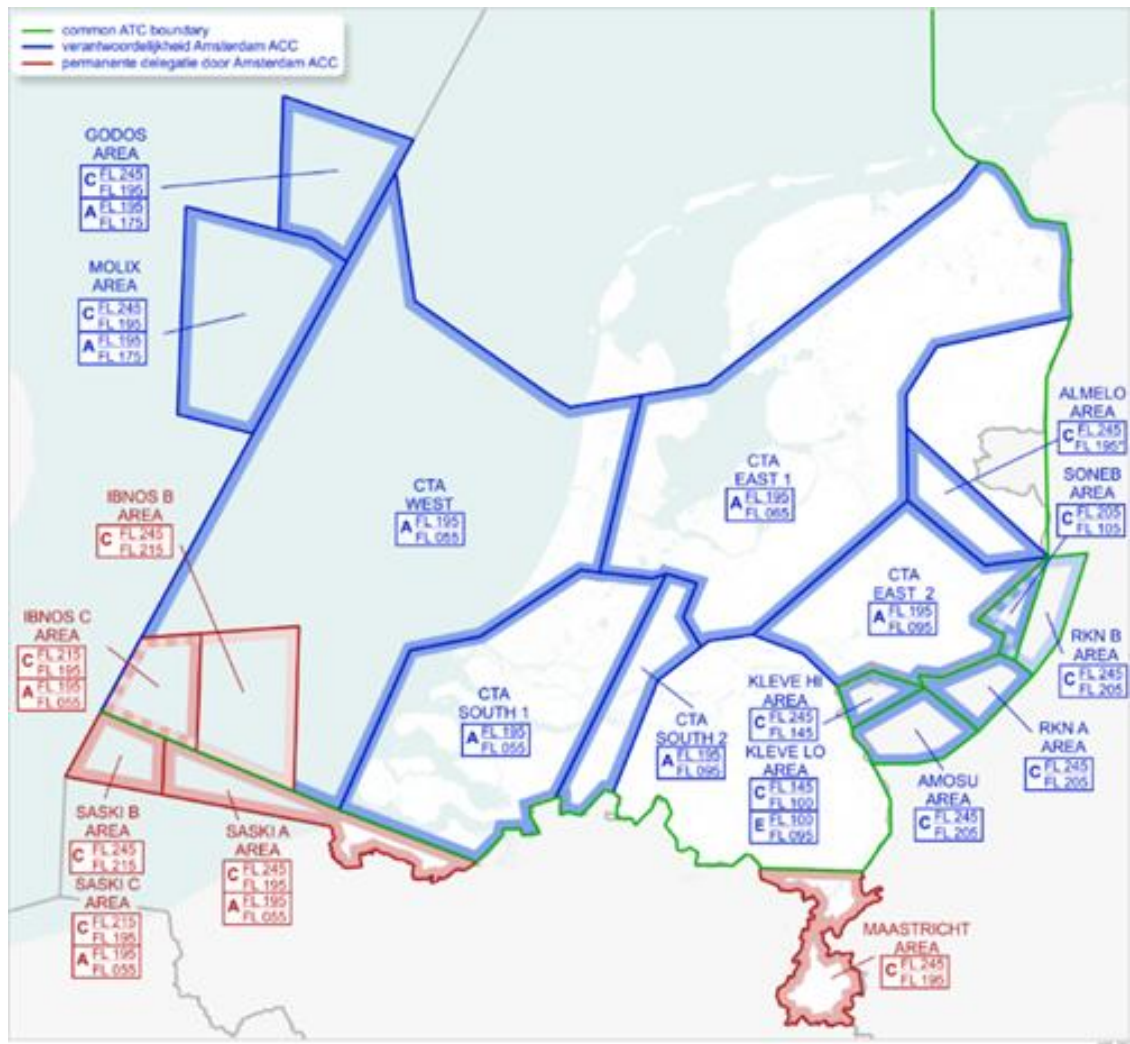 common ATC boundary
verantwoordelijkheid Amsterdam ACC
permanente delegatie door Amsterdam ACC
GODOS
AREA
C FL 245
FL 195
A FL 195
FL 175
MOLIX
AREA
C FL 245
FL 195
A FL 195
FL 175
ALMELO
AREA
C FL 245
FL 195*
SONEB
AREA
C FL 205
FL 105
IBNOS B
AREA
C FL 245
FL 215
CTA
WEST
A FL 195
FL 055
CTA
EAST 1
A FL 195
FL 065
CTA
EAST 2
A FL 195
FL 095
IBNOS C
AREA
C FL 215
FL 195
A FL 195
FL 055
RKN B
AREA
C FL 245
FL 205
CTA
SOUTH 1
A FL 195
FL 055
CTA
SOUTH 2
A FL 195
FL 095
KLEVE HI
AREA
C FL 245
FL 145
KLEVE LO
AREA
C FL 145
FL 100
E FL 100
FL 095
RKN A
AREA
C FL 245
FL 205
AMOSU
AREA
C FL 245
FL 205
SASKI B
AREA
C FL 245
FL 215
SASKI C
AREA
C FL 215
FL 195
A FL 195
FL 055
SASKI A
AREA
C FL 245
FL 195
A FL 195
FL 055
MAASTRICHT
AREA
C FL 245
FL 195